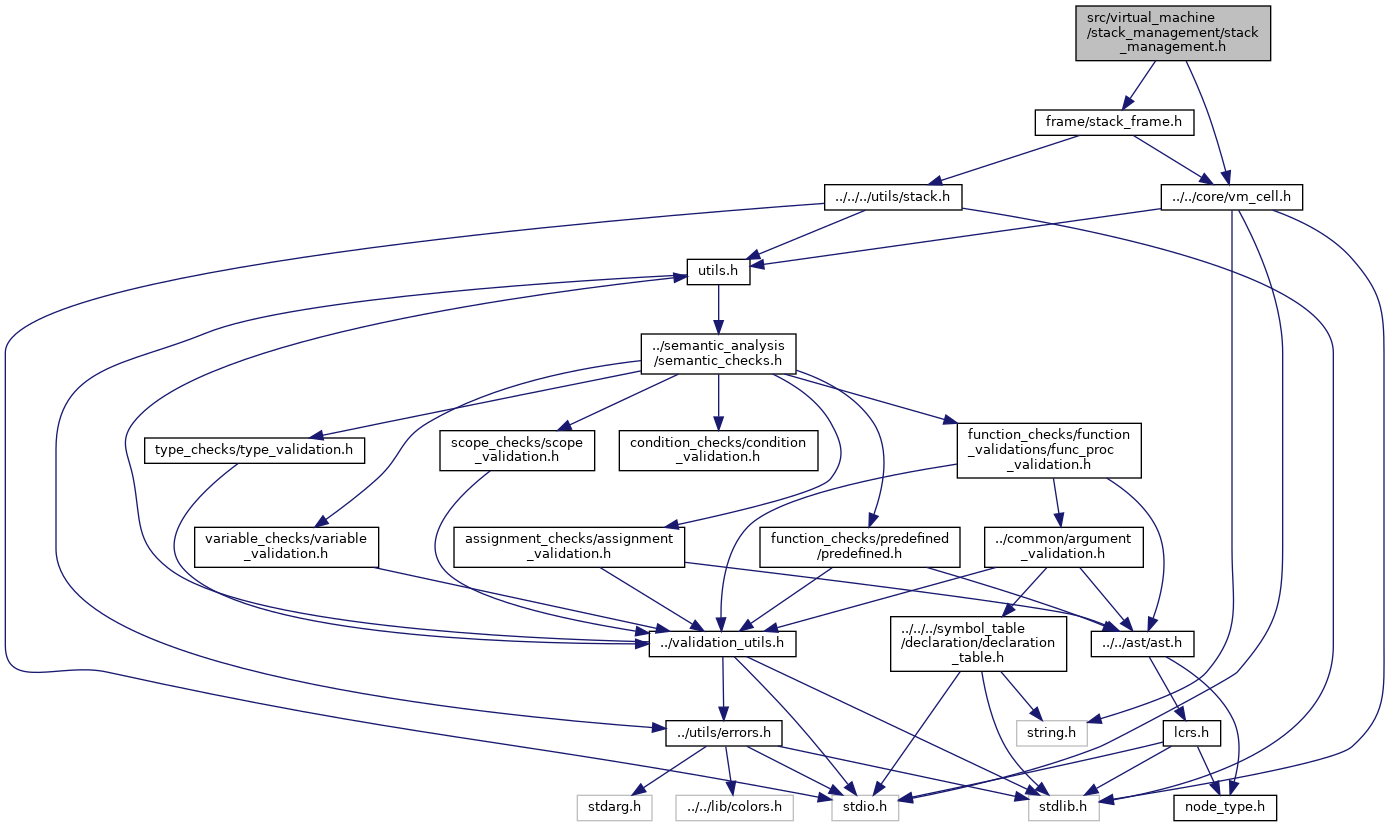 src/virtual_machine
/stack_management/stack
_management.h
frame/stack_frame.h
../../../utils/stack.h
../../core/vm_cell.h
utils.h
../semantic_analysis
/semantic_checks.h
type_checks/type_validation.h
scope_checks/scope
_validation.h
condition_checks/condition
_validation.h
function_checks/function
_validations/func_proc
_validation.h
variable_checks/variable
_validation.h
assignment_checks/assignment
_validation.h
function_checks/predefined
/predefined.h
../common/argument
_validation.h
../validation_utils.h
../../../symbol_table
/declaration/declaration
_table.h
../../ast/ast.h
../utils/errors.h
string.h
lcrs.h
stdarg.h
../../lib/colors.h
stdio.h
stdlib.h
node_type.h